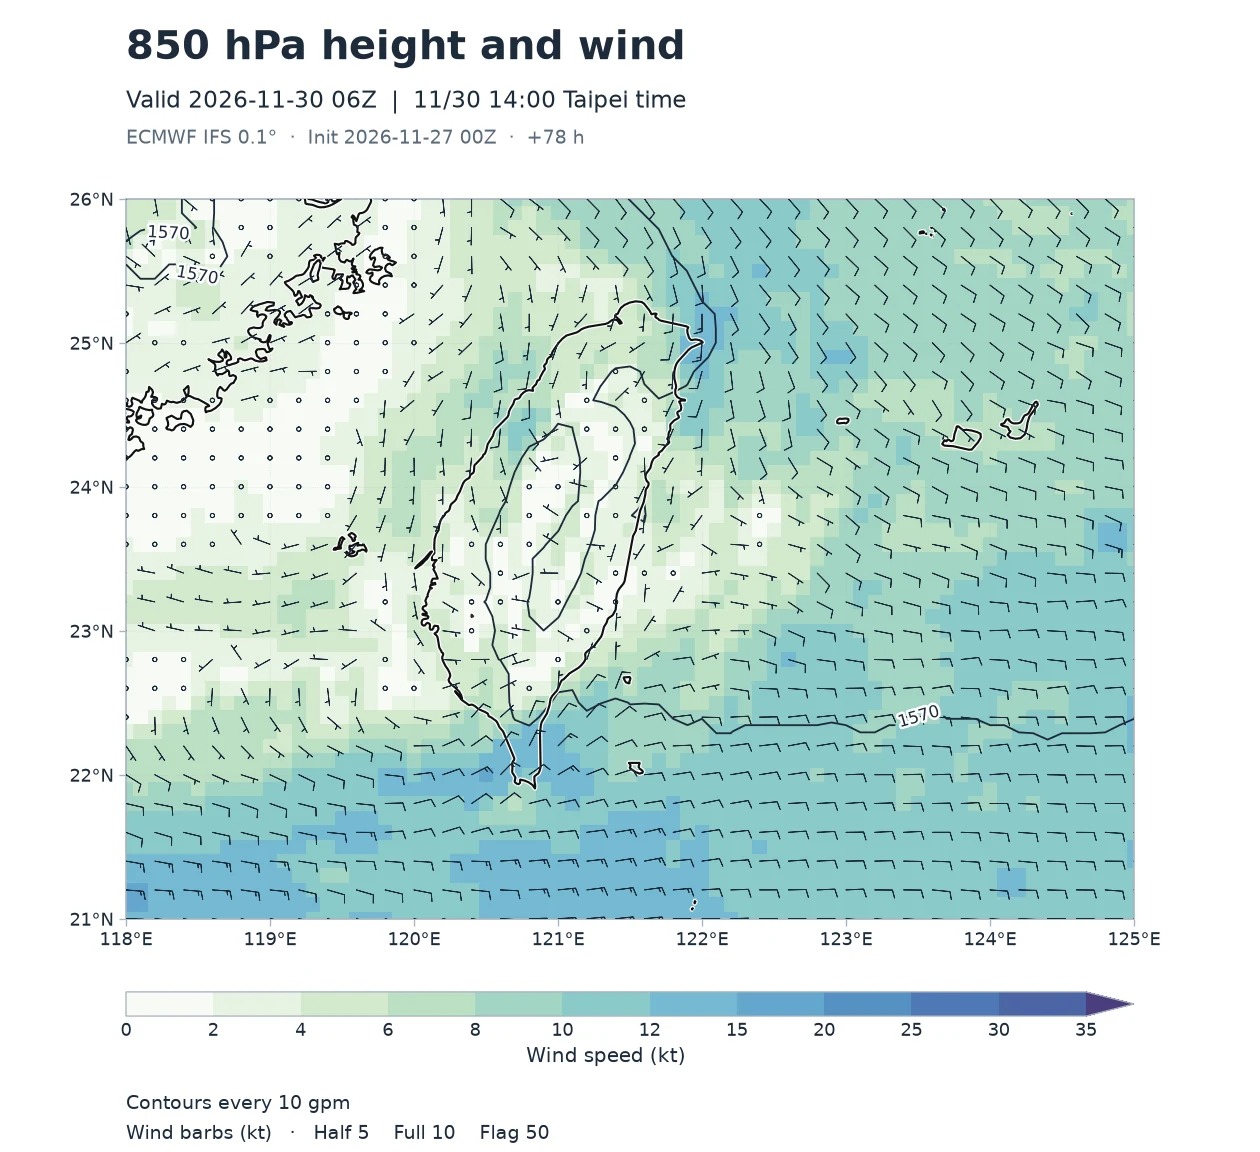 850 hPa height and wind
Valid 2026-11-30 06Z | 11/30 14:00 Taipei time
ECMWF IFS 0.1° · Init 2026-11-27 00Z · +78 h
26°N
1570
1570
25°N
24°N
23°N
1570
22°N
21°N
118°E 119°E 120°E 121°E 122°E 123°E 124°E 125°E
0 2 4 6 8 10 12 15 20 25 30 35
Wind speed (kt)
Contours every 10 gpm
Wind barbs (kt) · Half 5 Full 10 Flag 50